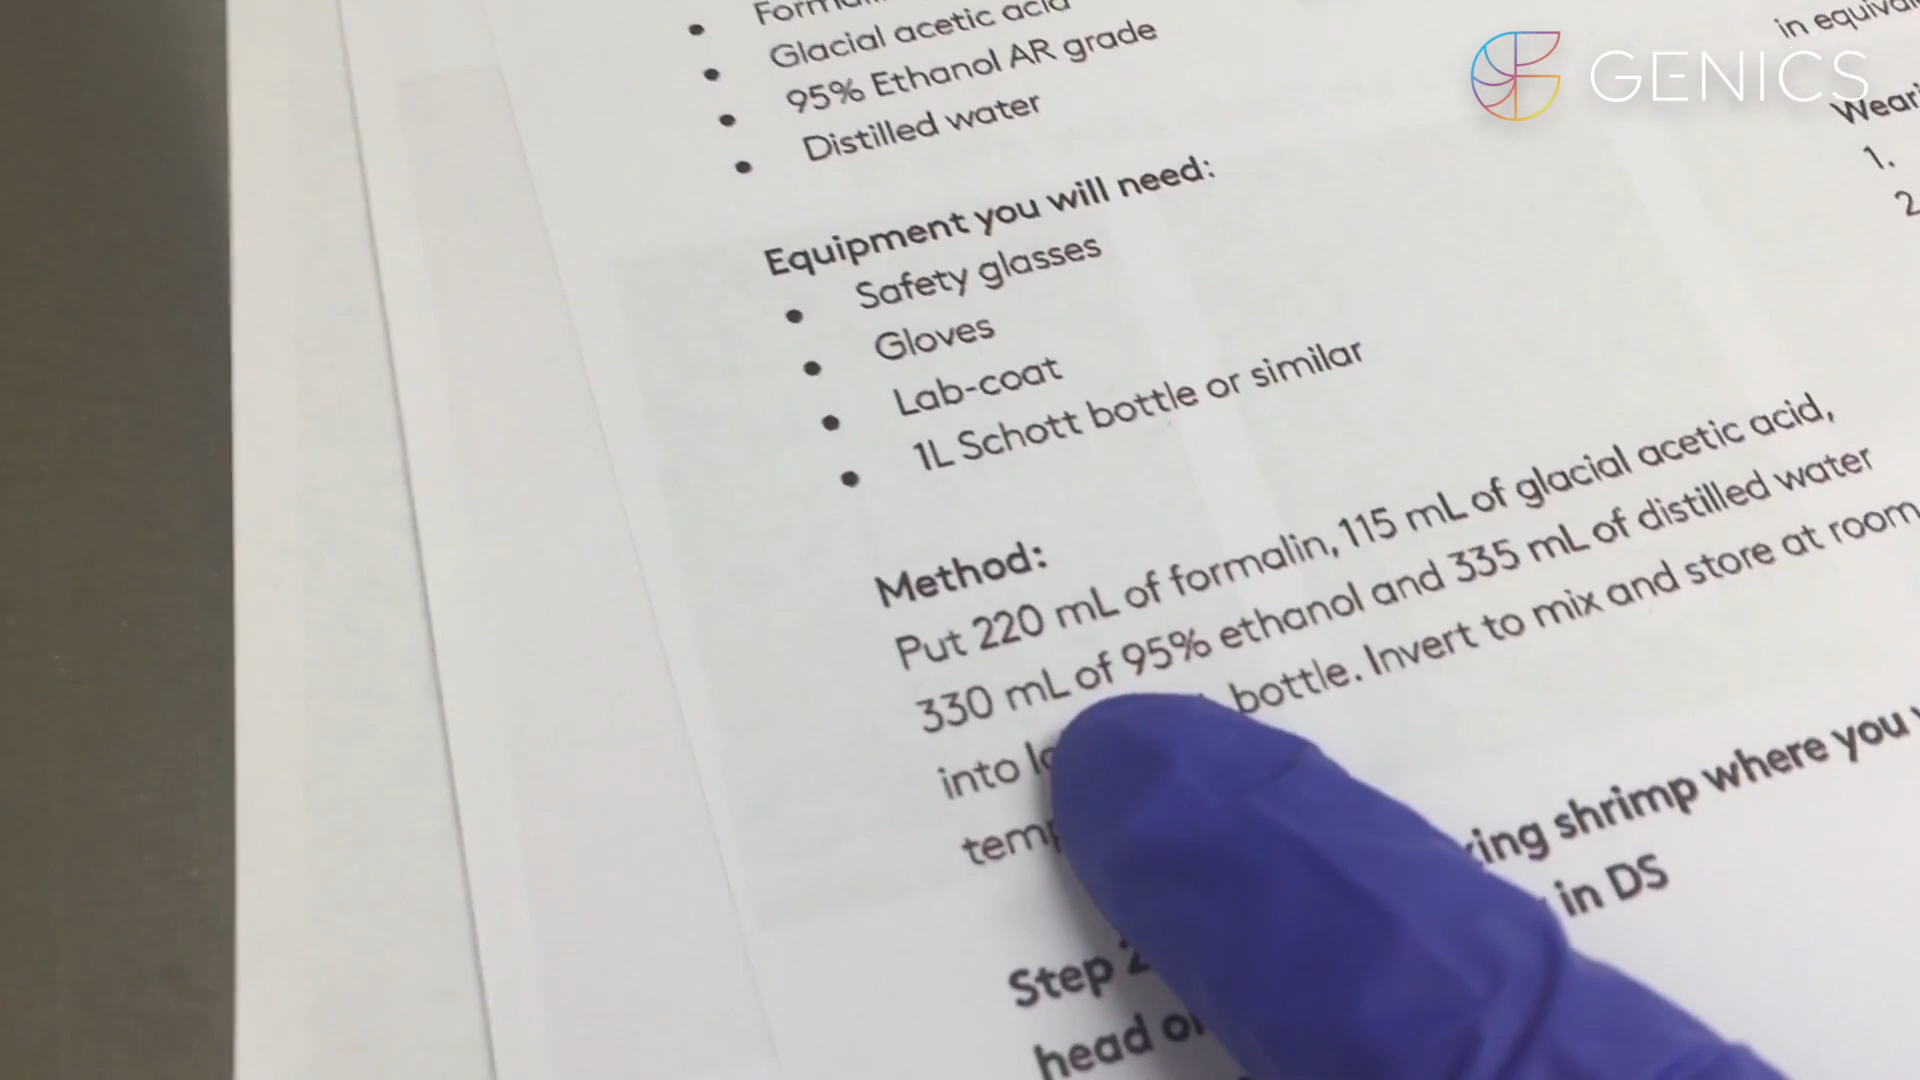 Glacial acetic acid
95% Ethanol AR grade
Distilled water
Equipment you will need:
Safety glasses
Gloves
Lab-coat
1L Schott bottle or similar
Method:
Put 220 mL of formalin, 115 mL of glacial acetic acid,
330 mL of 95% ethanol and 335 mL of distilled water
into bottle. Invert to mix and store at room
Step
head
shrimp where you
in DS
in
GENICS
1.
2